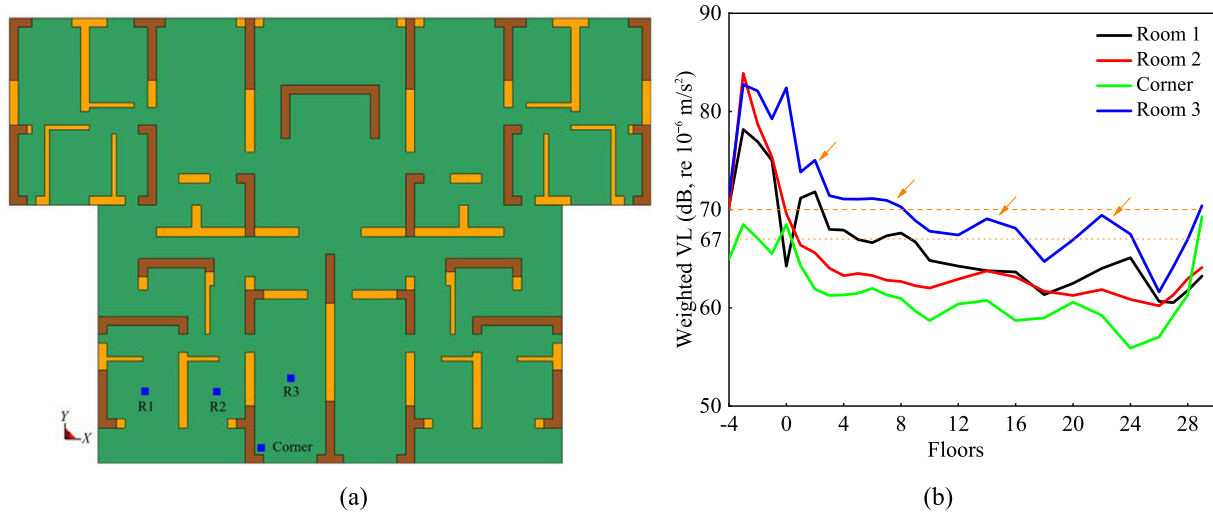 R1
R2
R3
Corner
Y
X
(a)
90
80
70
67
60
50
Weighted VL (dB, re 10⁻⁶ m/s²)
Room 1
Room 2
Corner
Room 3
-4 0 4 8 12 16 20 24 28
Floors
(b)